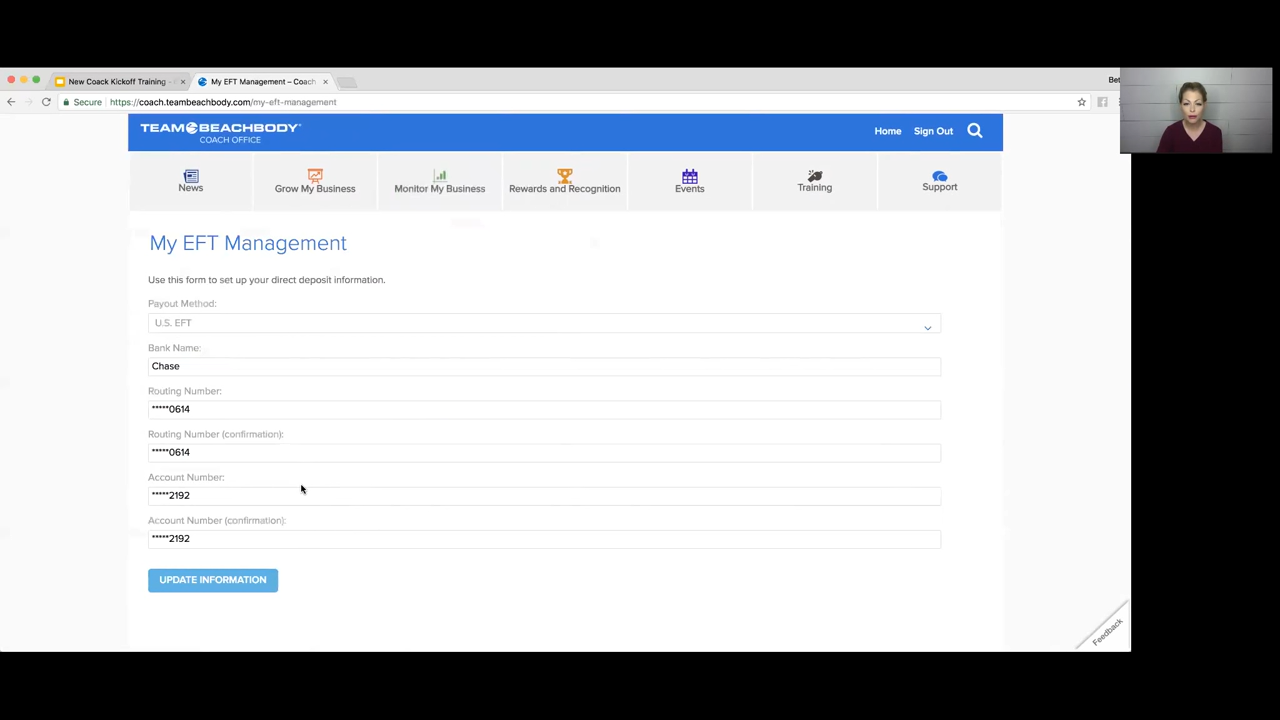 New Coach Kickoff Training -
My EFT Management – Coach
Bet
Secure
https://coach.teambeachbody.com/my-eft-management
TEAM BEACHBODY
COACH OFFICE
Home
Sign Out
News
Grow My Business
Monitor My Business
Rewards and Recognition
Events
Training
Support
My EFT Management
Use this form to set up your direct deposit information.
Payout Method:
U.S. EFT
Bank Name:
Chase
Routing Number:
*****0614
Routing Number (confirmation):
*****0614
Account Number:
*****2192
Account Number (confirmation):
*****2192
UPDATE INFORMATION
Feedback